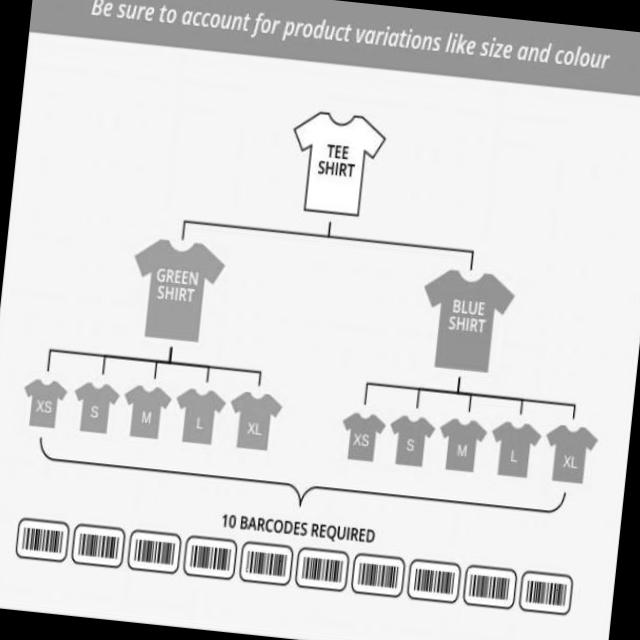 Be sure to account for product variations like size and colour
TEE
SHIRT
GREEN
SHIRT
BLUE
SHIRT
XS S M L XL
XS S M L XL
10 BARCODES REQUIRED